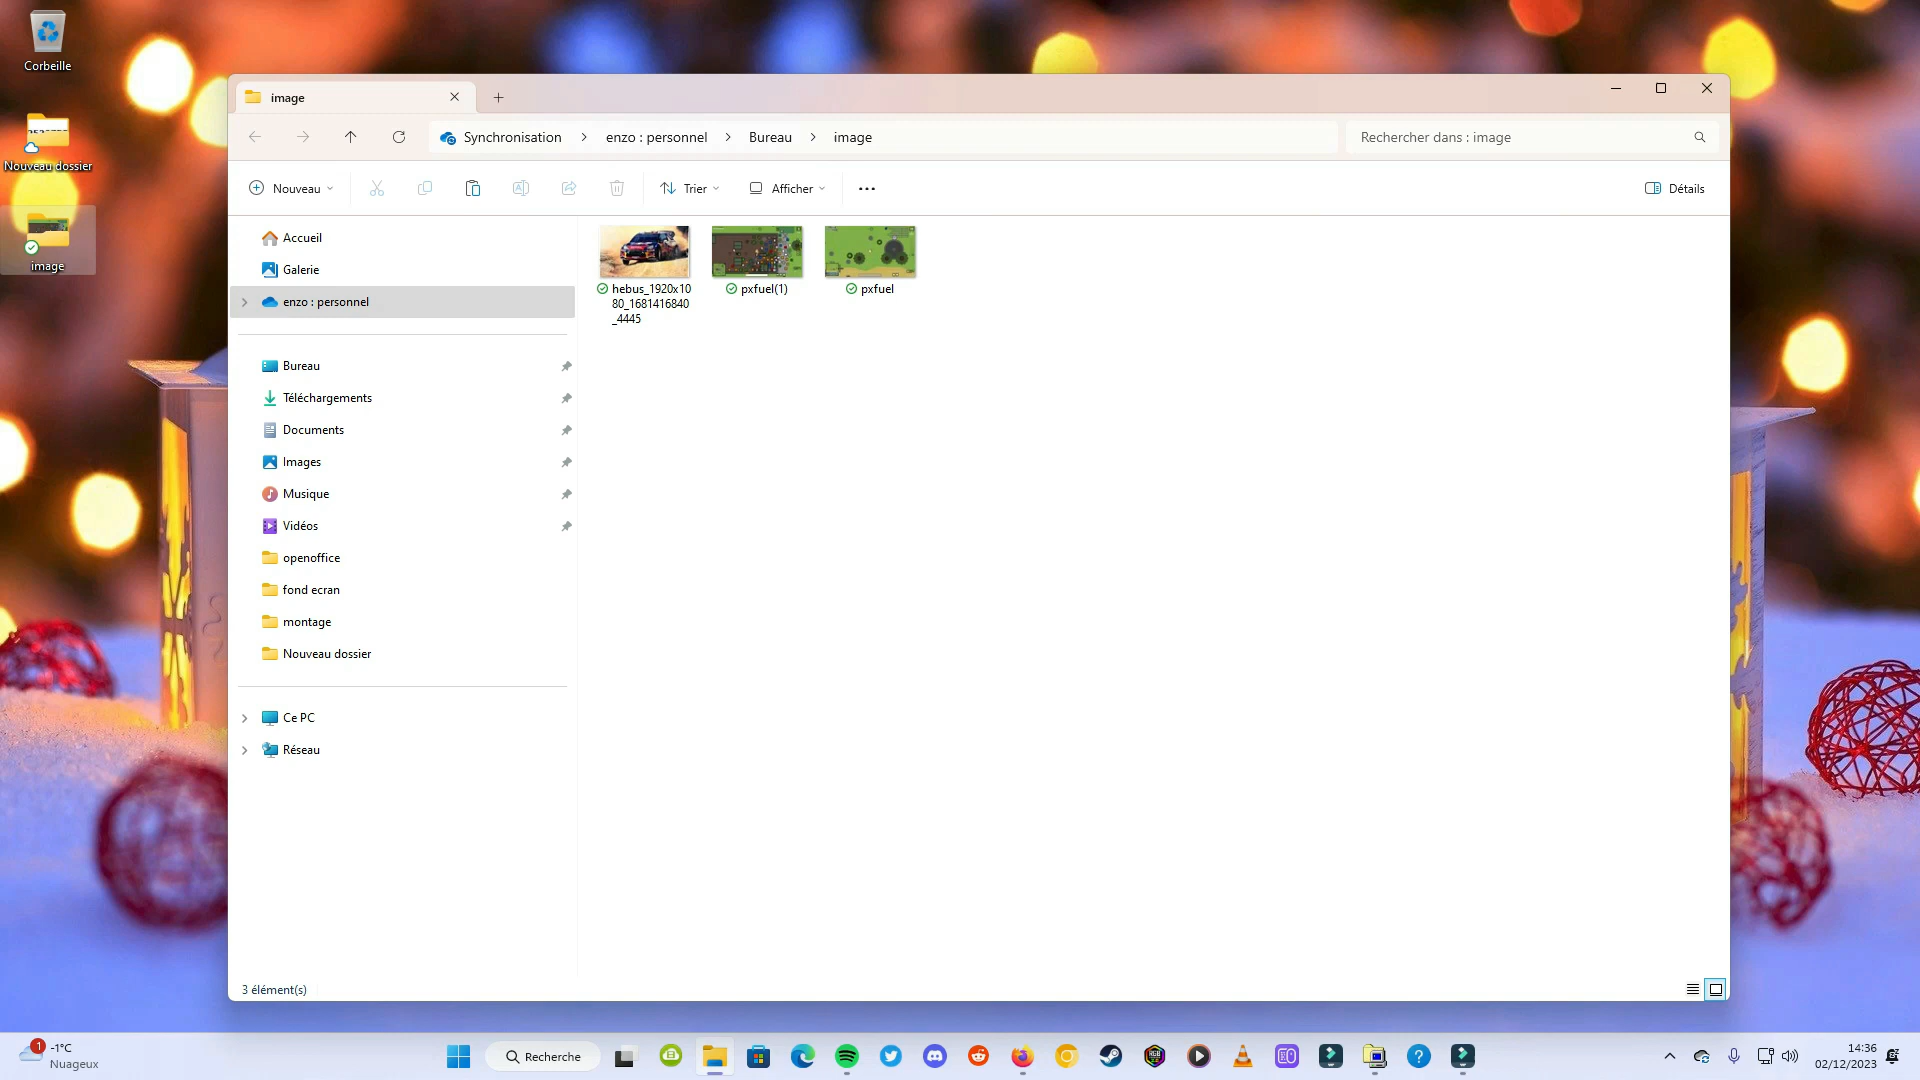 Corbeille
Nouveau dossier
image
image
Synchronisation
enzo : personnel
Bureau
image
Rechercher dans : image
Nouveau
Trier
Afficher
Détails
Accueil
Galerie
enzo : personnel
Bureau
Téléchargements
Documents
Images
Musique
Vidéos
openoffice
fond ecran
montage
Nouveau dossier
Ce PC
Réseau
hebus_1920x10
80_1681416840
_4445
pxfuel(1)
pxfuel
3 élément(s)
1
-1°C
Nuageux
Recherche
14:36
02/12/2023